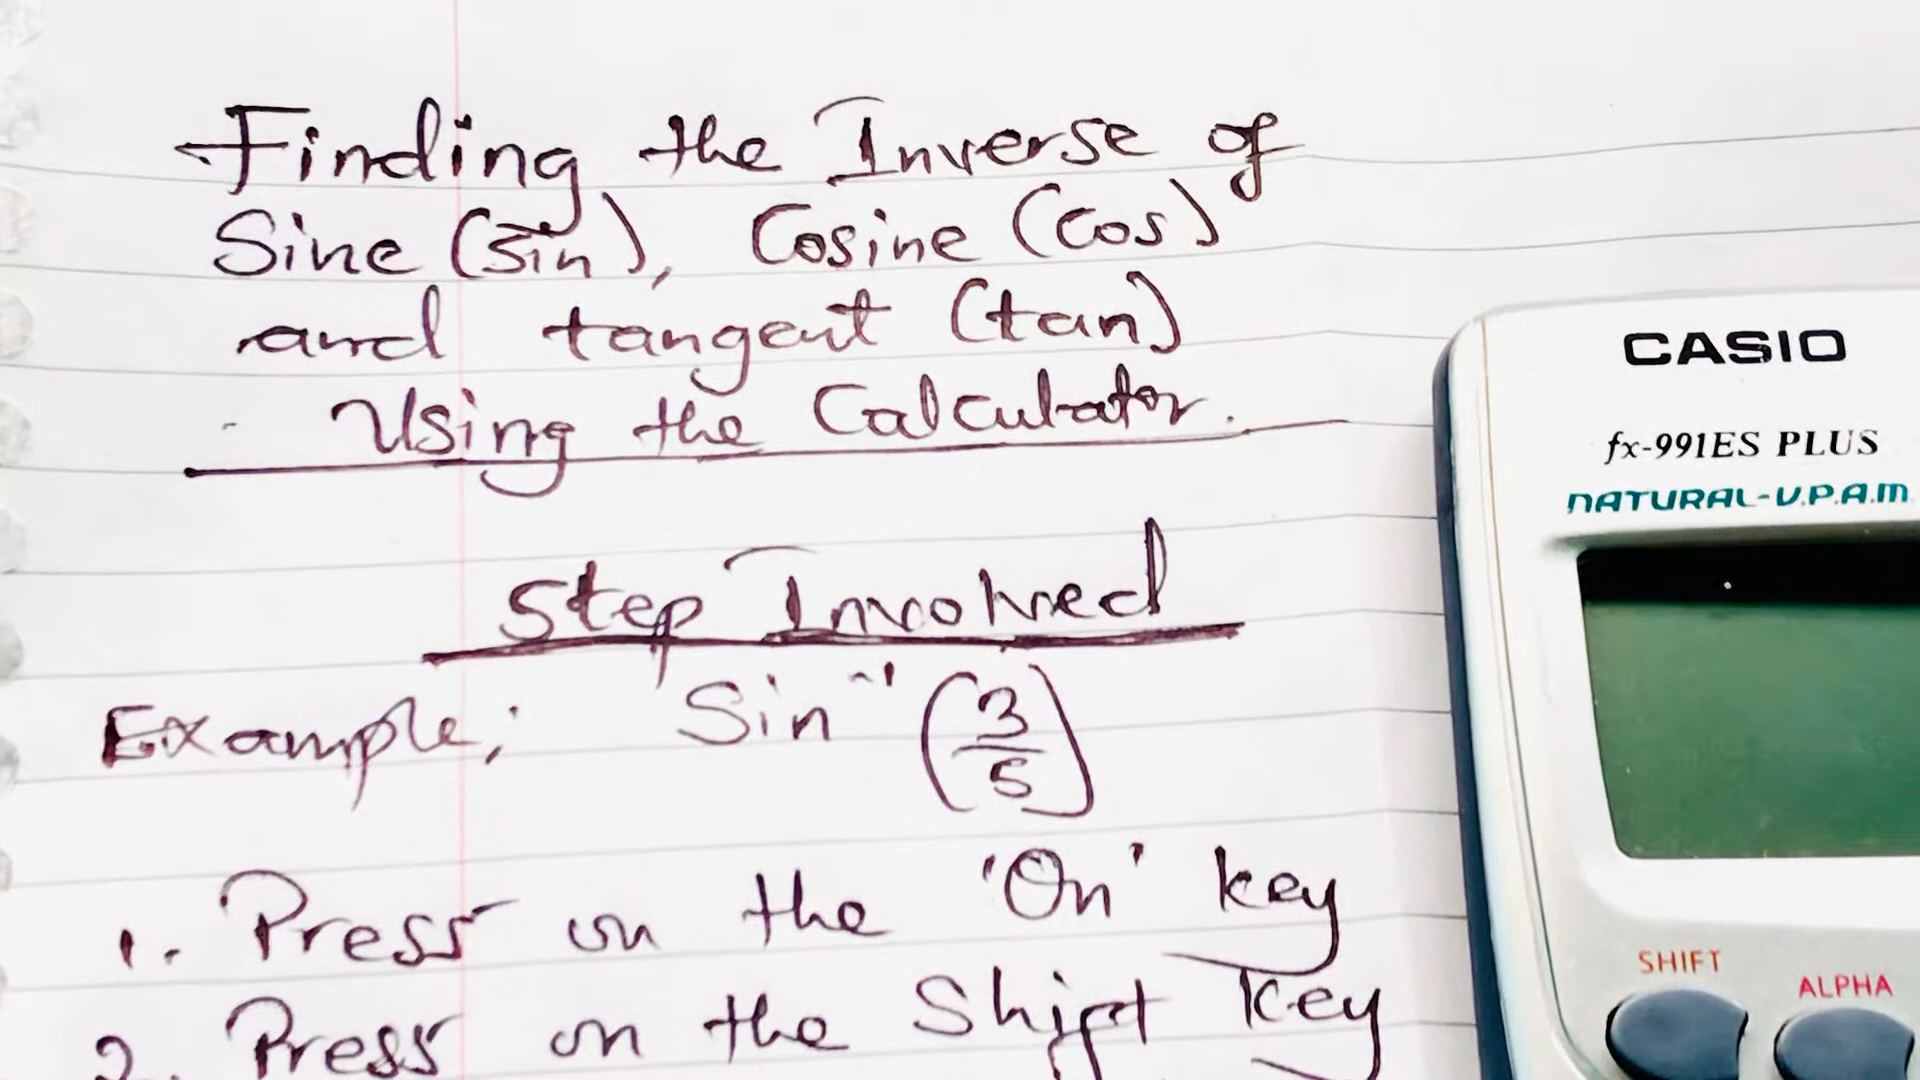 Finding the Inverse of
Sine (sin), Cosine (cos)
and tangent (tan)
Using the Calculator.
Step Involved
Example; Sin⁻¹ (3/5)
1. Press on the 'On' key
2. Press on the Shift key
CASIO
fx-991ES PLUS
NATURAL-V.P.A.M.
SHIFT
ALPHA